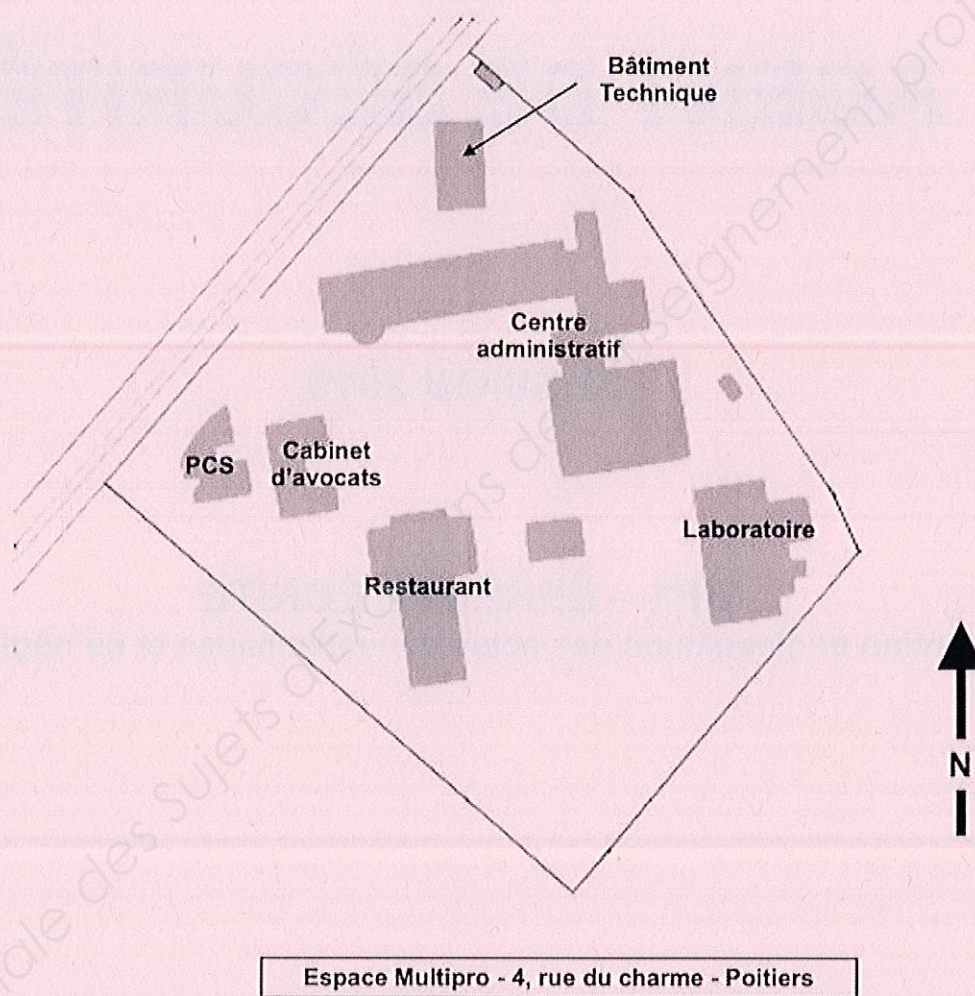 Bâtiment
Technique
Centre
administratif
PCS
Cabinet
d'avocats
Laboratoire
Restaurant
N
Espace Multipro - 4, rue du charme - Poitiers